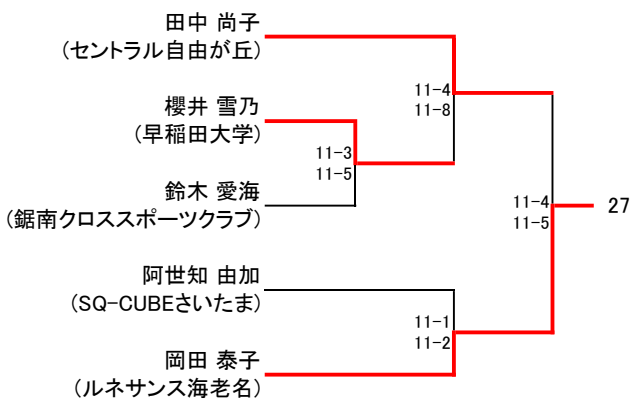 田中 尚子
(セントラル自由が丘)
11-4
11-8
櫻井 雪乃
(早稲田大学)
11-3
11-5
鈴木 愛海
(鋸南クロススポーツクラブ)
11-4
11-5
27
阿世知 由加
(SQ-CUBEさいたま)
11-1
11-2
岡田 泰子
(ルネサンス海老名)